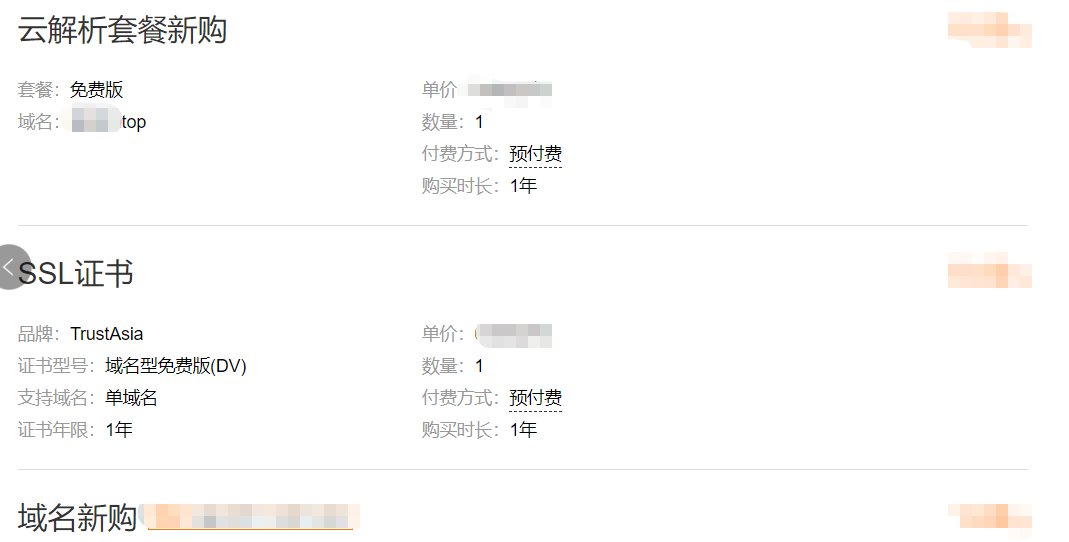 云解析套餐新购
套餐：免费版
单价
域名：top
数量：1
付费方式：预付费
购买时长：1年
SSL证书
品牌：TrustAsia
单价：
证书型号：域名型免费版(DV)
数量：1
支持域名：单域名
付费方式：预付费
证书年限：1年
购买时长：1年
域名新购